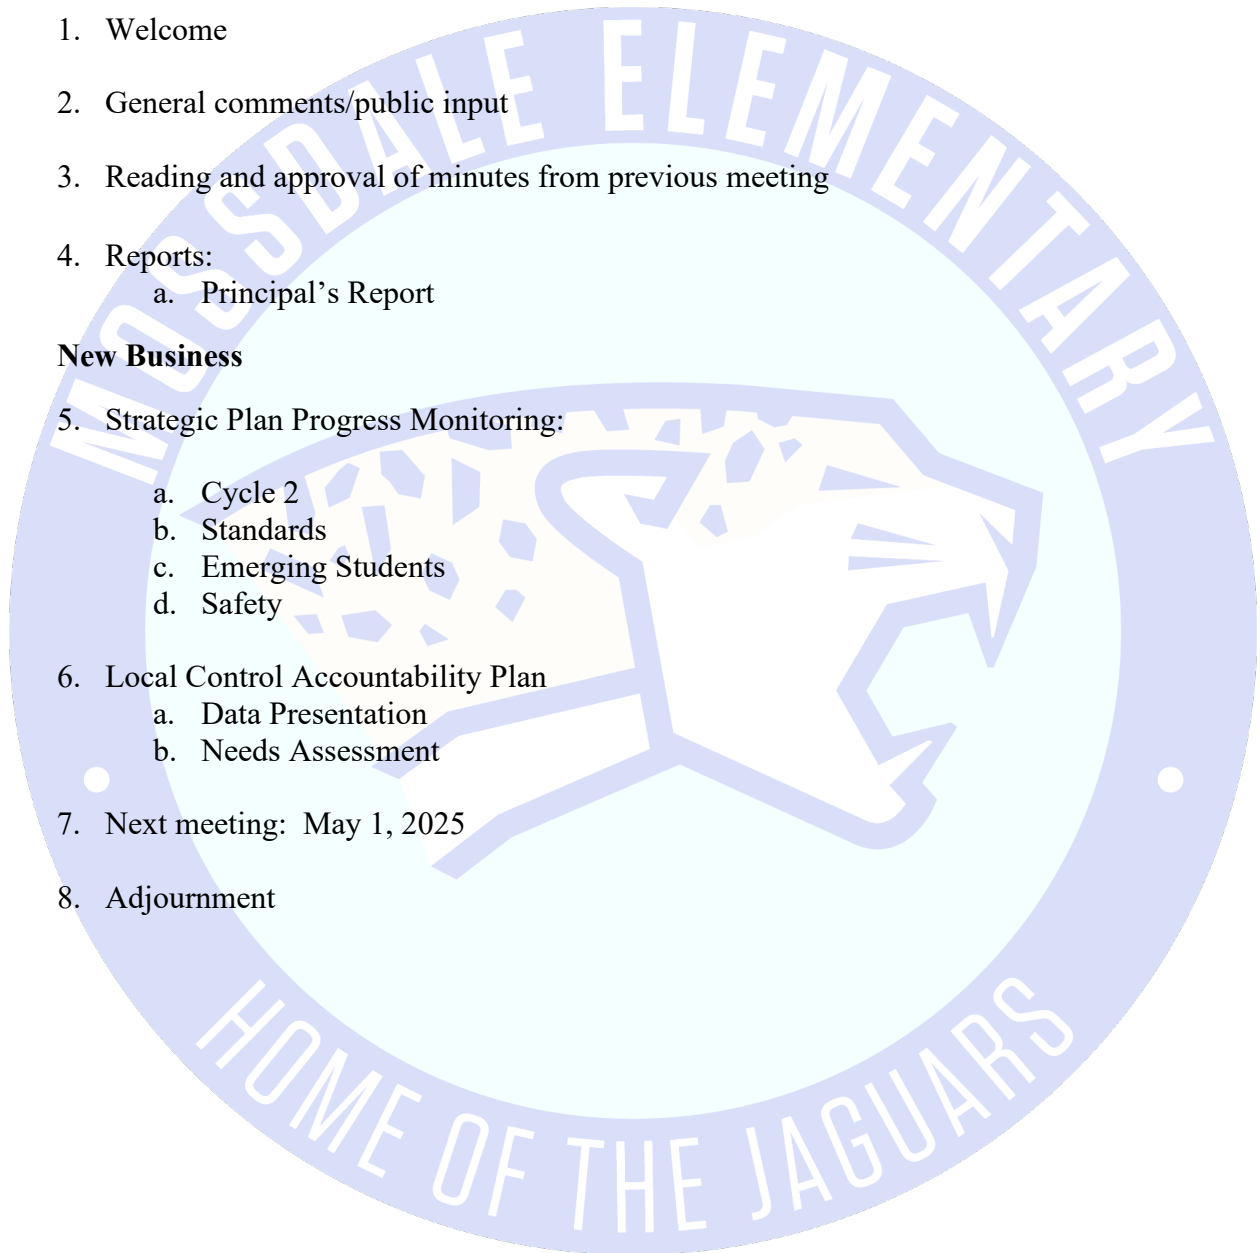 1. Welcome
2. General comments/public input
3. Reading and approval of minutes from previous meeting
4. Reports:
a. Principal’s Report
New Business
5. Strategic Plan Progress Monitoring:
a. Cycle 2
b. Standards
c. Emerging Students
d. Safety
6. Local Control Accountability Plan
a. Data Presentation
b. Needs Assessment
7. Next meeting:  May 1, 2025
8. Adjournment
MOSSDALE ELEMENTARY
HOME OF THE JAGUARS